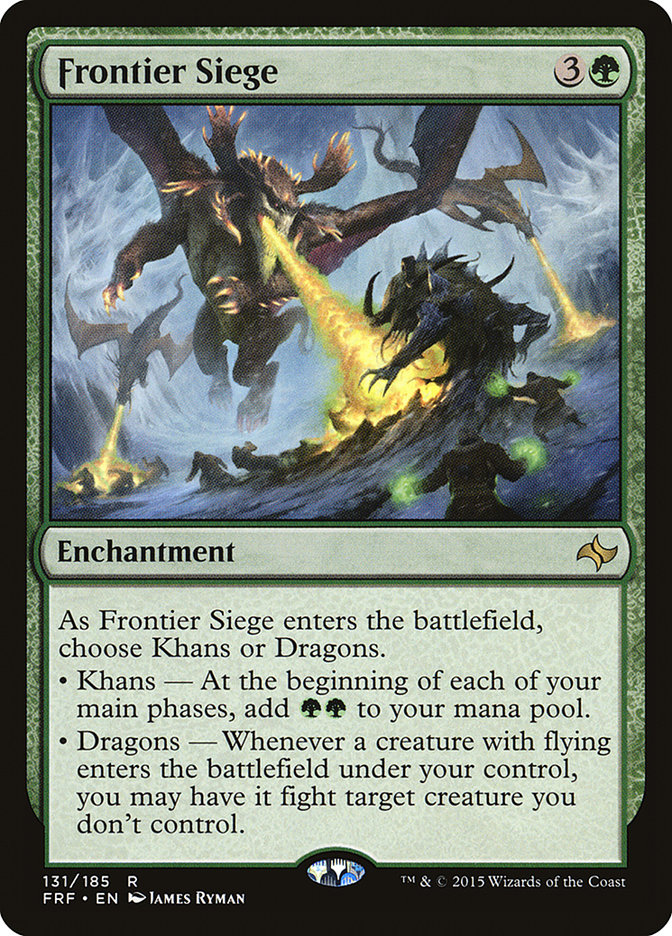 Frontier Siege
3
Enchantment
As Frontier Siege enters the battlefield,
choose Khans or Dragons.
• Khans — At the beginning of each of your
main phases, add to your mana pool.
• Dragons — Whenever a creature with flying
enters the battlefield under your control,
you may have it fight target creature you
don't control.
131/185 R
FRF • EN James Ryman
™ & © 2015 Wizards of the Coast